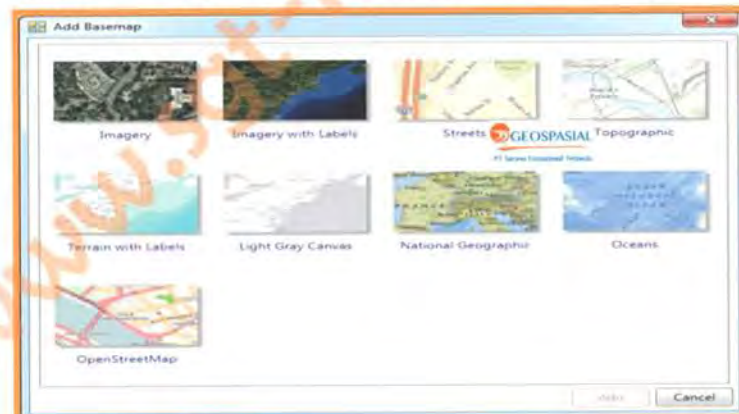 Add Basemap
Imagery
Imagery with Labels
Streets
Topographic
GEOSPASIAL
Terrain with Labels
Light Gray Canvas
National Geographic
Oceans
OpenStreetMap
Add
Cancel